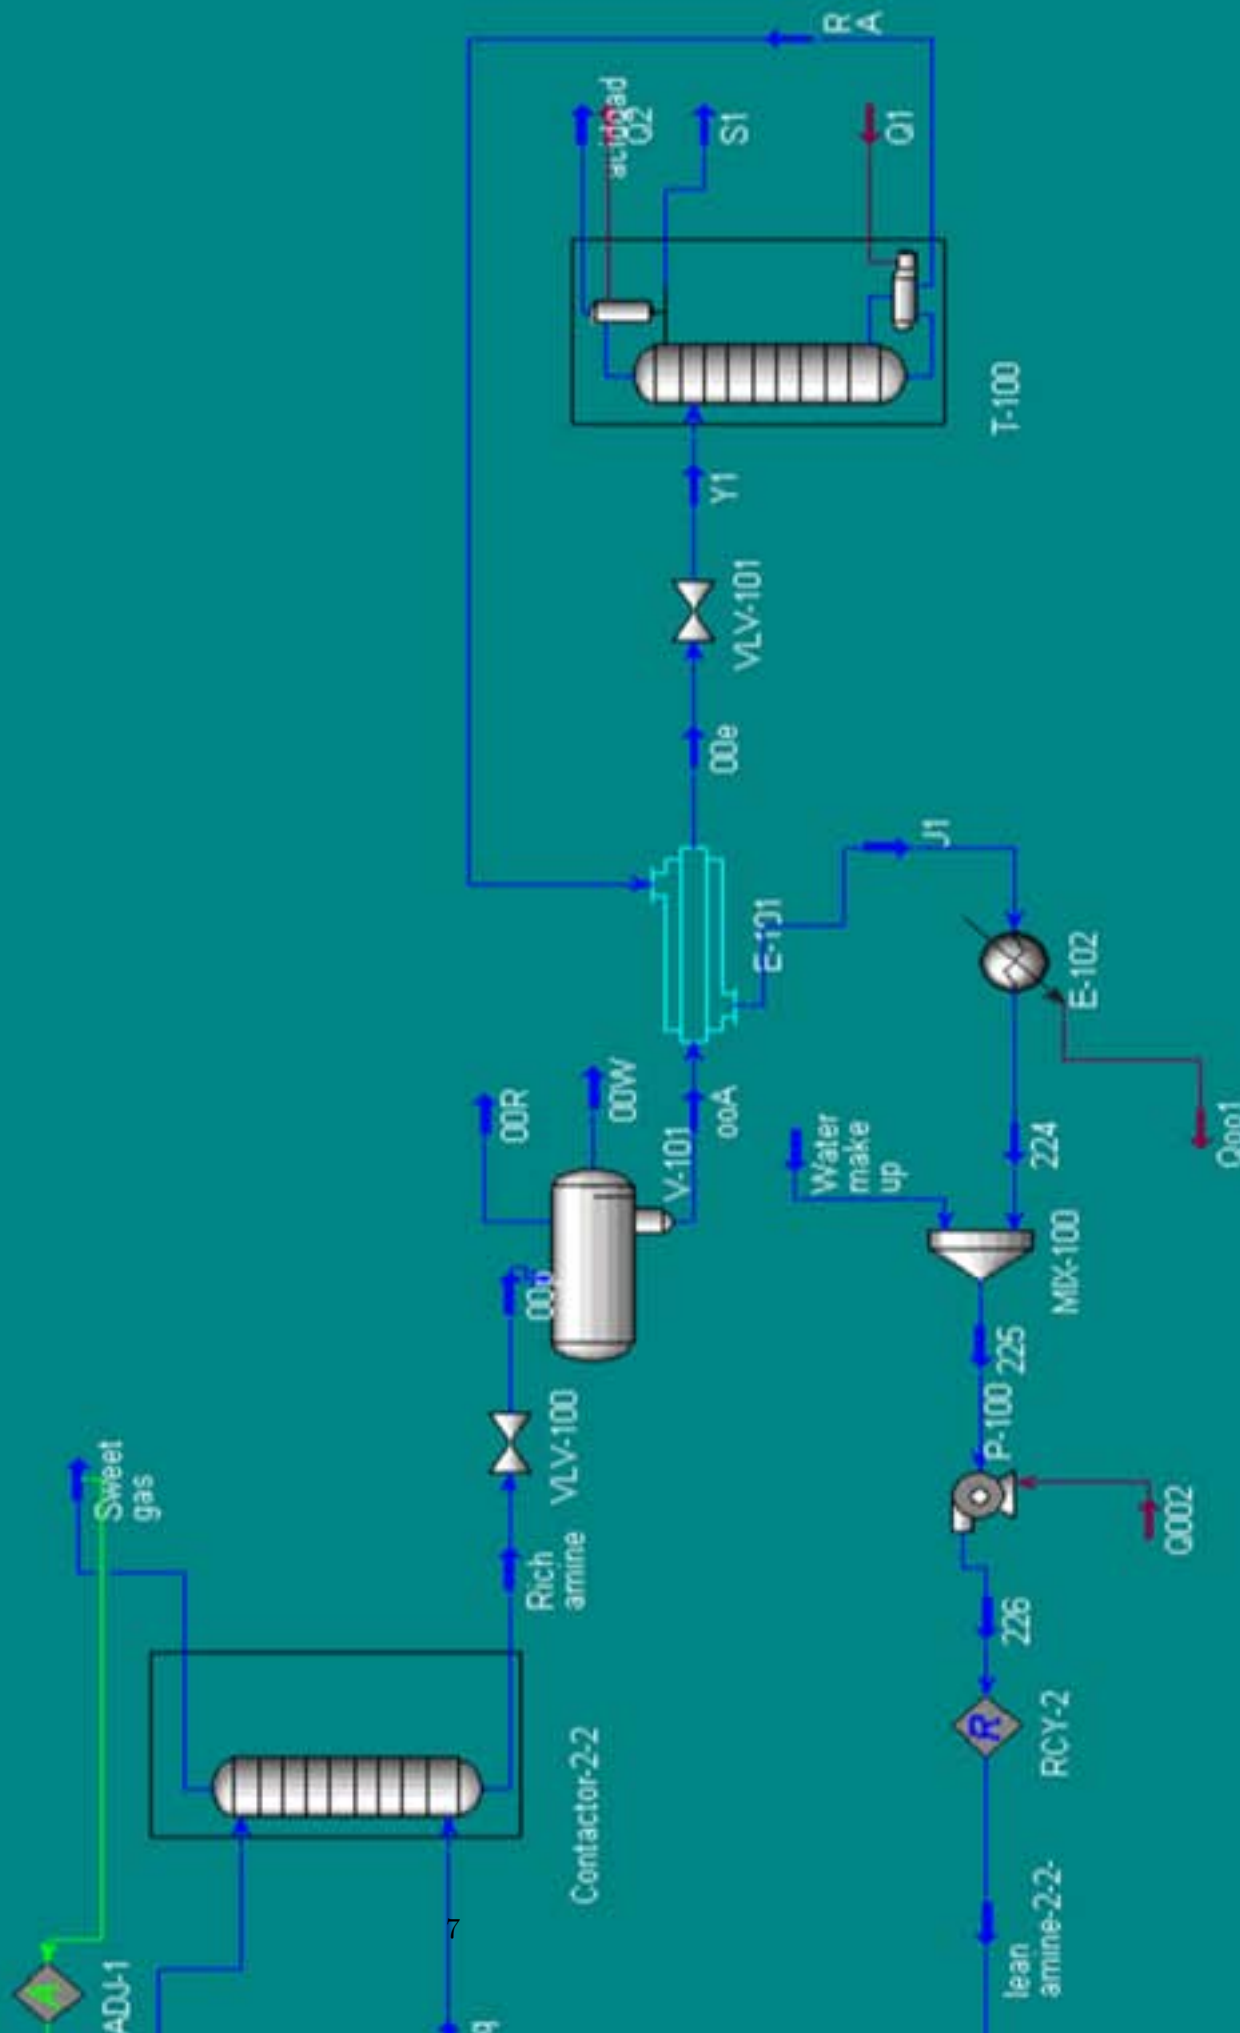 A
ADJ-1
Sweet
gas
Contactor-2-2
Rich
amine
VLV-100
00R
00W
V-101
ooA
E-101
00e
VLV-101
Y1
T-100
Q2
S1
Q1
R
A
J1
E-102
Qoo1
224
Water
make
up
MIX-100
225
P-100
Q002
226
R
RCY-2
lean
amine-2-2-
7